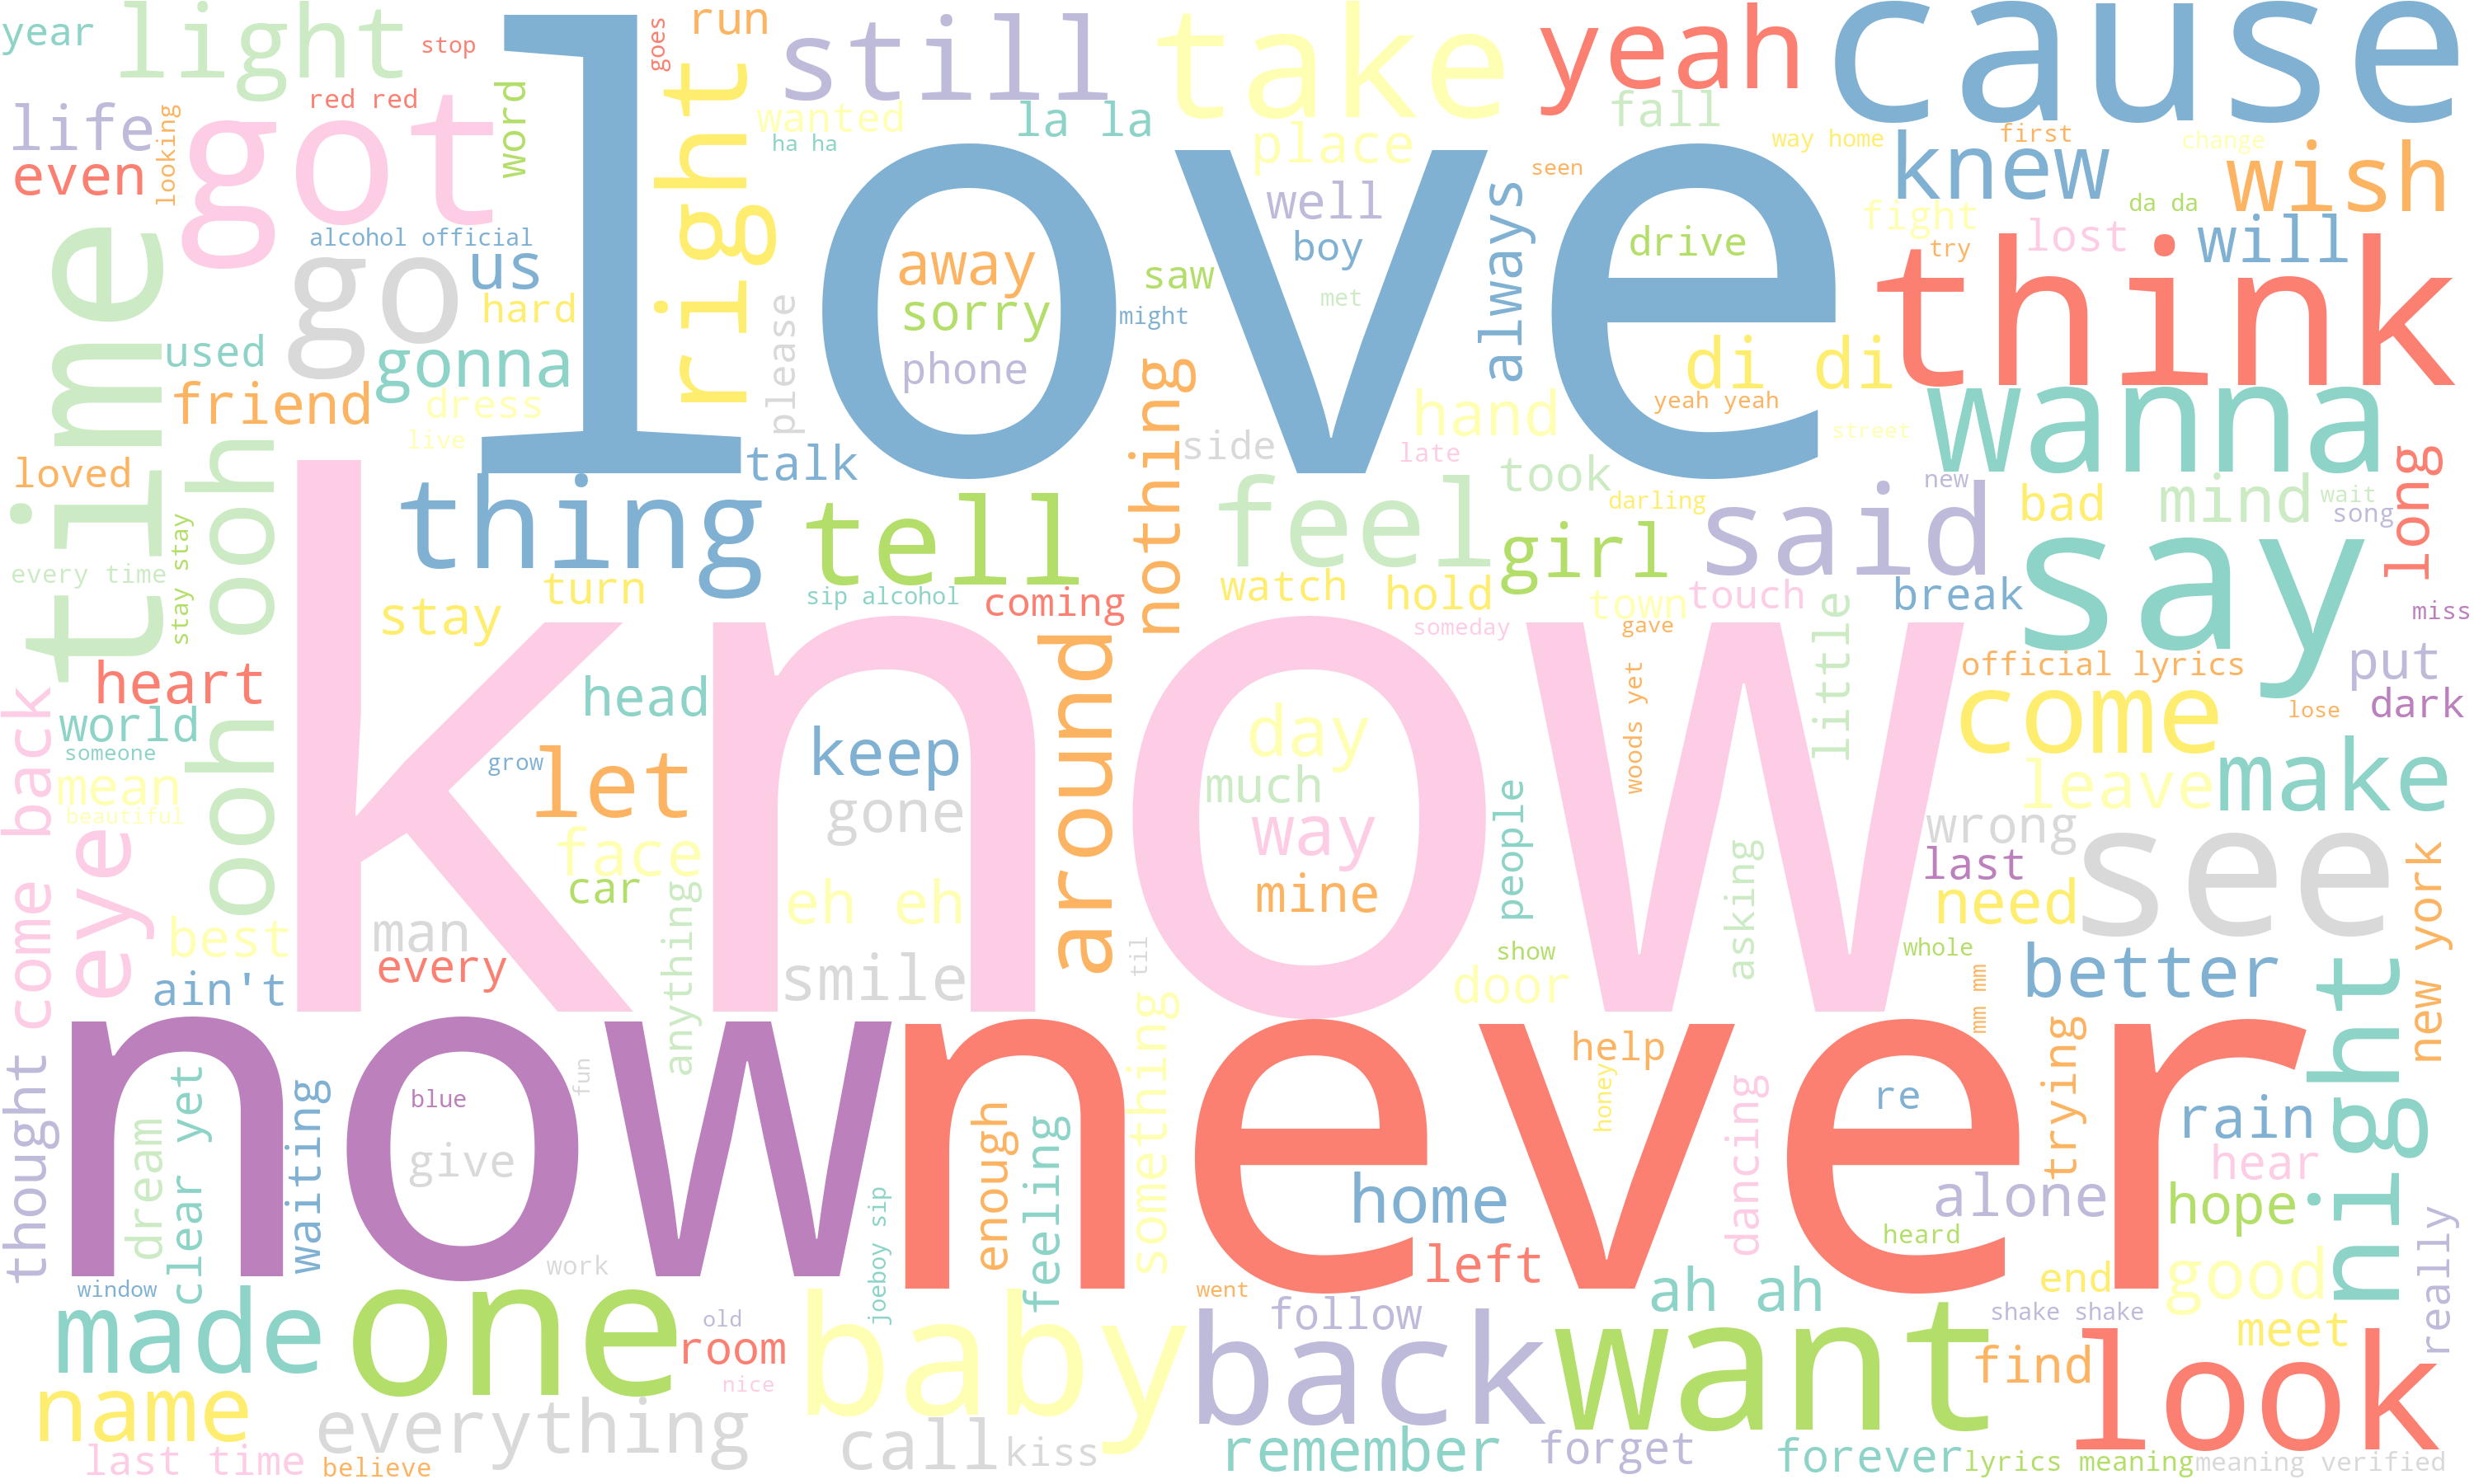 year
light
stop
goes
run
still
take
yeah
cause
red red
life
looking
even
got
word
right
wanted
ha ha
la la
place
fall
way home
first
change
seen
knew
wish
da da
love
well
boy
always
drive
fight
try
lost
will
alcohol official
us
hard
go
time
away
sorry
phone
saw
might
met
please
think
used
gonna
friend
dress
live
nothing
hand
di di
yeah yeah
street
wanna
long
loved
ooh ooh
talk
side
late
took
thing
tell
feel
darling
girl
said
new
bad
mind
wait
song
every time
stay stay
stay
turn
sip alcohol
coming
watch
hold
town
touch
break
say
miss
someday
gave
know
heart
head
around
woods yet
little
official lyrics
put
dark
lose
come
come back
world
someone
mean
beautiful
eye
grow
let
keep
gone
day
much
way
mine
people
leave
make
face
car
eh eh
asking
wrong
last
see
need
new york
best
man
every
ain't
anything
smile
til
show
door
whole
better
mm mm
now
never
night
thought
clear yet
dream
waiting
blue
give
fun
enough
feeling
something
help
honey
dancing
re
trying
rain
hear
alone
hope
heard
home
left
really
window
work
joeboy sip
went
follow
ah ah
end
good
shake shake
meet
made
one
old
room
nice
baby
back
want
look
find
name
everything
call
kiss
remember
forget
forever
last time
believe
lyrics meaning
meaning verified